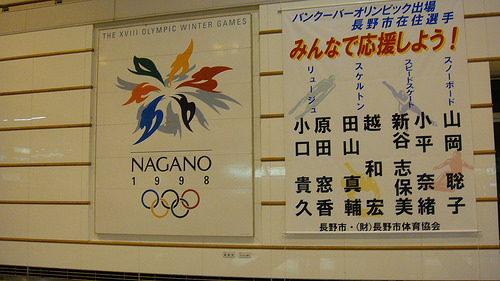 THE XVIII OLYMPIC WINTER GAMES
NAGANO
1998
バンクーバーオリンピック出場
長野市在住選手
みんなで応援しよう！
スノーボード
山岡 聡子
スピードスケート
小平 奈緒
新谷 志保美
スケルトン
越 和宏
田山 真輔
リュージュ
原田 窓香
小口 貴久
長野市・(財)長野市体育協会